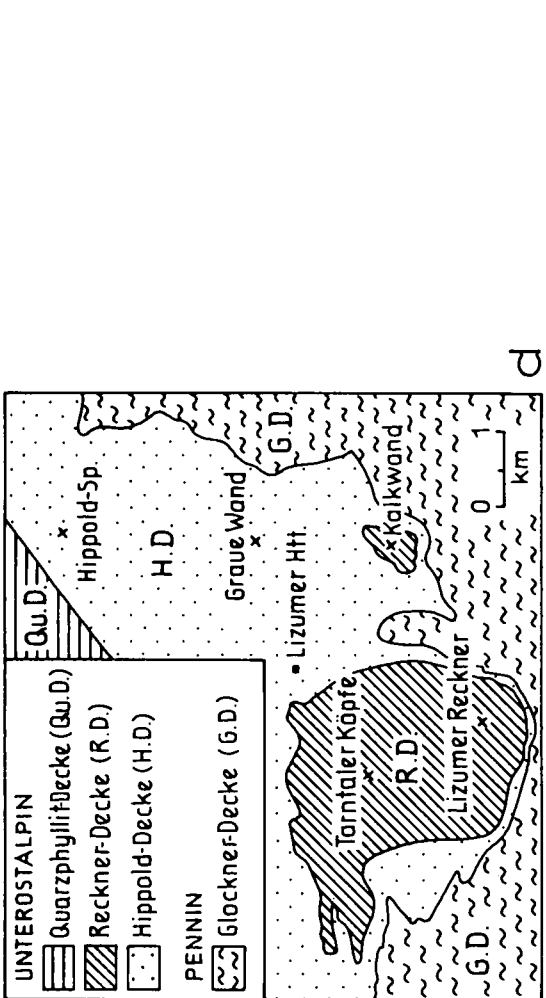 UNTEROSTALPIN
Quarzphyllit-Decke (Qu.D.)
Reckner-Decke (R.D.)
Hippold-Decke (H.D.)
PENNIN
Glockner-Decke (G.D.)
Qu.D.
Hippold-Sp.
H.D.
Graue Wand
Lizumer Htt.
G.D.
Tarntaler Köpfe
R.D.
Kalkwand
Lizumer Reckner
G.D.
0 1
km
d